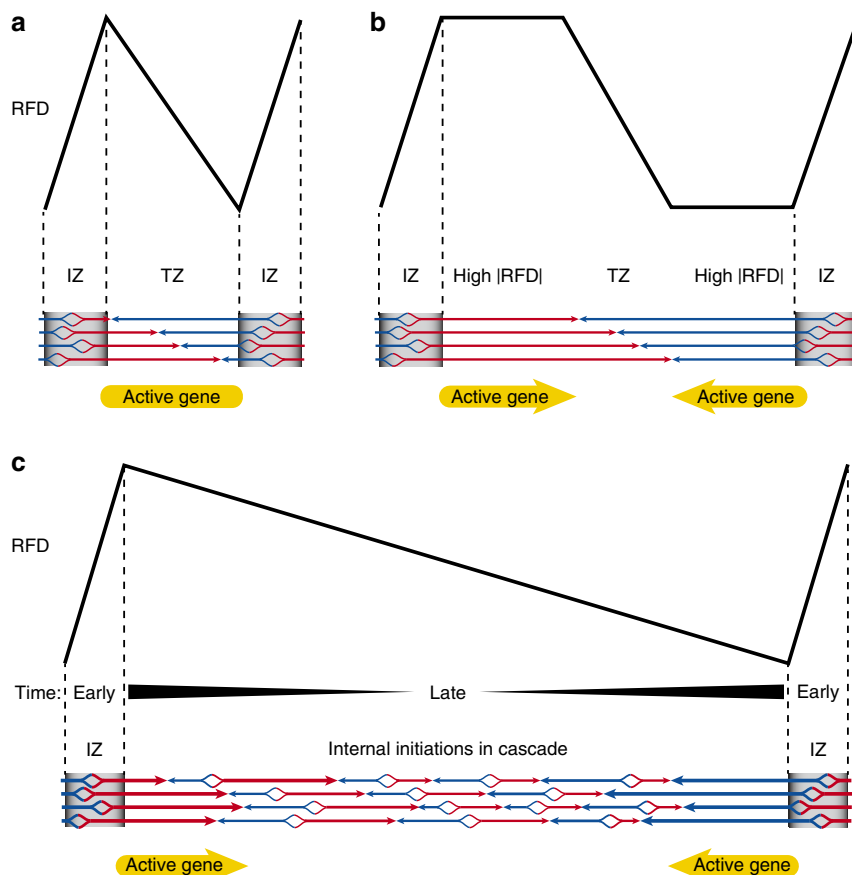 a
RFD
IZ TZ IZ
Active gene
b
IZ High |RFD| TZ High |RFD| IZ
Active gene Active gene
c
RFD
Time: Early Late Early
IZ Internal initiations in cascade IZ
Active gene Active gene